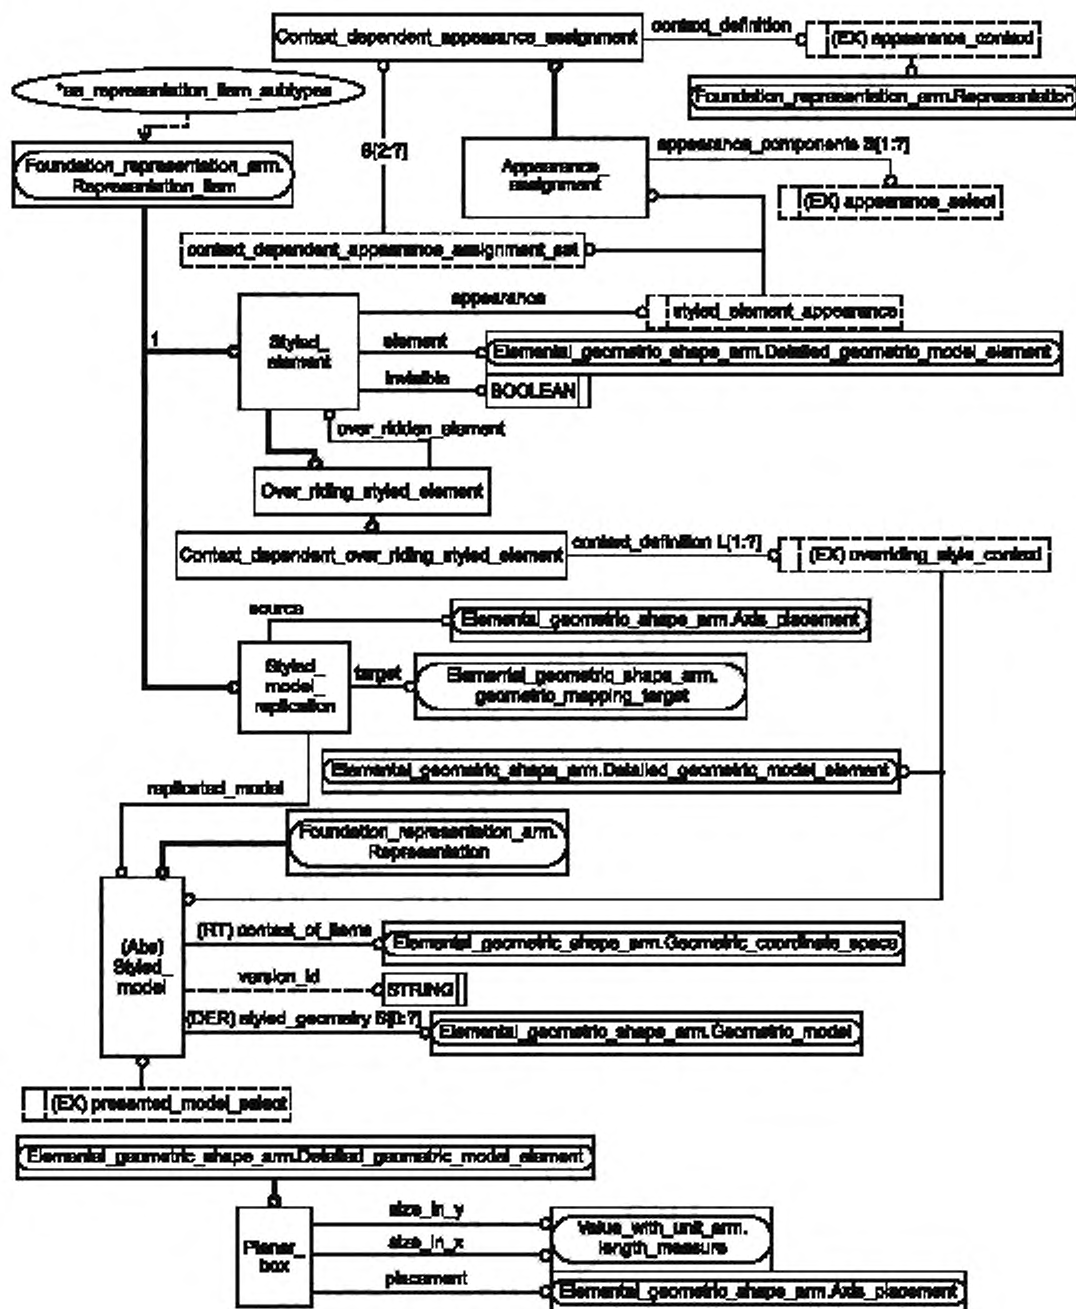 Context_dependent_appearance_assignment
context_definition
(EX) appearance_context
Foundation_representation_arm.Representation
*ae_representation_item_subtypes
Foundation_representation_arm.
Representation_item
S[2:?]
Appearance_
assignment
appearance_components S[1:?]
(EX) appearance_select
context_dependent_appearance_assignment_set
1
Styled_
element
appearance
styled_element_appearance
element
Elemental_geometric_shape_arm.Detailed_geometric_model_element
invisible
BOOLEAN
over_ridden_element
Over_riding_styled_element
Context_dependent_over_riding_styled_element
context_definition L[1:?]
(EX) overriding_style_context
source
Elemental_geometric_shape_arm.Axis_placement
Styled_
model_
replication
target
Elemental_geometric_shape_arm.
geometric_mapping_target
Elemental_geometric_shape_arm.Detailed_geometric_model_element
replicated_model
Foundation_representation_arm.
Representation
(Abs)
Styled_
model
(RT) context_of_items
Elemental_geometric_shape_arm.Geometric_coordinate_space
version_id
STRING
(DER) styled_geometry S[0:?]
Elemental_geometric_shape_arm.Geometric_model
(EX) presented_model_select
Elemental_geometric_shape_arm.Detailed_geometric_model_element
Planar_
box
size_in_y
size_in_x
Value_with_unit_arm.
length_measure
placement
Elemental_geometric_shape_arm.Axis_placement